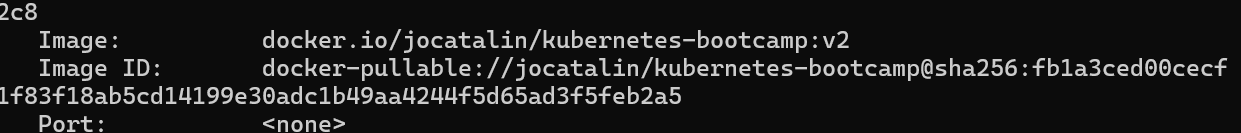 2c8
Image: docker.io/jocatalin/kubernetes-bootcamp:v2
Image ID: docker-pullable://jocatalin/kubernetes-bootcamp@sha256:fb1a3ced00cecf
1f83f18ab5cd14199e30adc1b49aa4244f5d65ad3f5feb2a5
Port: <none>